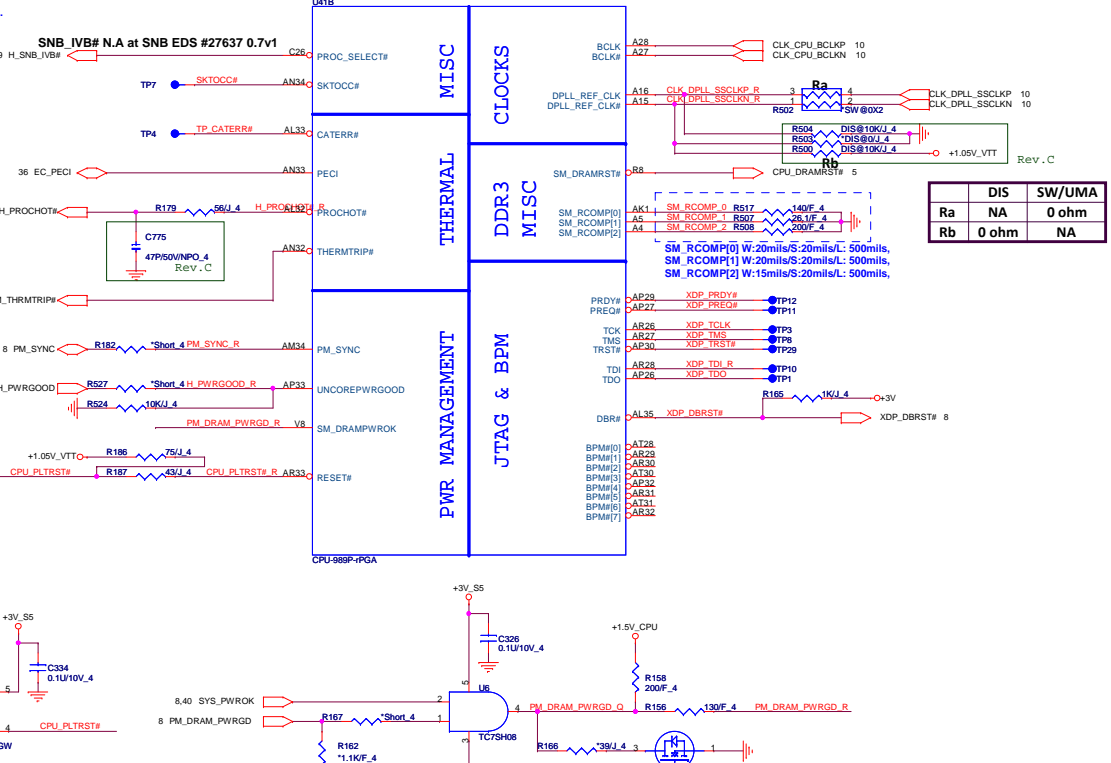 U41B
SNB_IVB# N.A at SNB EDS #27637 0.7v1
H_SNB_IVB#
C26
PROC_SELECT#
TP7
SKTOCC#
AN34
SKTOCC#
TP4
TP_CATERR#
AL33
CATERR#
36 EC_PECI
AN33
PECI
H_PROCHOT#
R179
56/J_4
H_PROCHOT#_R
AL32
PROCHOT#
C775
47P/50V/NPO_4
Rev.C
AN32
THERMTRIP#
_THRMTRIP#
8 PM_SYNC
R182
*Short_4
PM_SYNC_R
AM34
PM_SYNC
H_PWRGOOD
R527
*Short_4
H_PWRGOOD_R
AP33
UNCOREPWRGOOD
R524
10K/J_4
PM_DRAM_PWRGD_R
V8
SM_DRAMPWROK
+1.05V_VTT
R186
75/J_4
CPU_PLTRST#
R187
43/J_4
CPU_PLTRST#_R
AR33
RESET#
MISC
THERMAL
PWR MANAGEMENT
CLOCKS
DDR3
MISC
JTAG & BPM
CPU-989P-rPGA
BCLK
A28
CLK_CPU_BCLKP 10
BCLK#
A27
CLK_CPU_BCLKN 10
DPLL_REF_CLK
A16
CLK_DPLL_SSCLKP_R
3
Ra
4
CLK_DPLL_SSCLKP 10
DPLL_REF_CLK#
A15
CLK_DPLL_SSCLKN_R
1
2
CLK_DPLL_SSCLKN 10
R502
*SW@0X2
R504
DIS@10K/J_4
R503
*DIS@0/J_4
R500
DIS@10K/J_4
Rb
+1.05V_VTT
Rev.C
SM_DRAMRST#
R8
CPU_DRAMRST# 5
SM_RCOMP[0]
AK1
SM_RCOMP_0
R517
140/F_4
SM_RCOMP[1]
A5
SM_RCOMP_1
R507
26.1/F_4
SM_RCOMP[2]
A4
SM_RCOMP_2
R508
200/F_4
SM_RCOMP[0] W:20mils/S:20mils/L: 500mils,
SM_RCOMP[1] W:20mils/S:20mils/L: 500mils,
SM_RCOMP[2] W:15mils/S:20mils/L: 500mils,
DIS SW/UMA
Ra NA 0 ohm
Rb 0 ohm NA
PRDY#
AP29
XDP_PRDY#
TP12
PREQ#
AP27
XDP_PREQ#
TP11
TCK
AR26
XDP_TCLK
TP3
TMS
AR27
XDP_TMS
TP8
TRST#
AP30
XDP_TRST#
TP29
TDI
AR28
XDP_TDI_R
TP10
TDO
AP26
XDP_TDO
TP1
R165
1K/J_4
+3V
DBR#
AL35
XDP_DBRST#
XDP_DBRST# 8
BPM#[0]
AT28
BPM#[1]
AR29
BPM#[2]
AR30
BPM#[3]
AT30
BPM#[4]
AP32
BPM#[5]
AR31
BPM#[6]
AT31
BPM#[7]
AR32
+3V_S5
C334
0.1U/10V_4
5
4
CPU_PLTRST#
GW
+3V_S5
C326
0.1U/10V_4
5
U6
8,40 SYS_PWROK
2
8 PM_DRAM_PWRGD
R167
*Short_4
1
4
TC7SH08
3
R162
*1.1K/F_4
+1.5V_CPU
R158
200/F_4
PM_DRAM_PWRGD_Q
R156
130/F_4
PM_DRAM_PWRGD_R
R166
*39/J_4
3
1